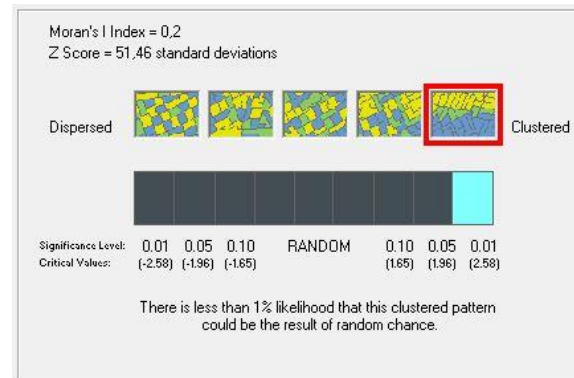 Moran's I Index = 0,2
Z Score = 51,46 standard deviations
Dispersed Clustered
Significance Level: 0.01 0.05 0.10 RANDOM 0.10 0.05 0.01
Critical Values: (-2.58) (-1.96) (-1.65) (1.65) (1.96) (2.58)
There is less than 1% likelihood that this clustered pattern
could be the result of random chance.